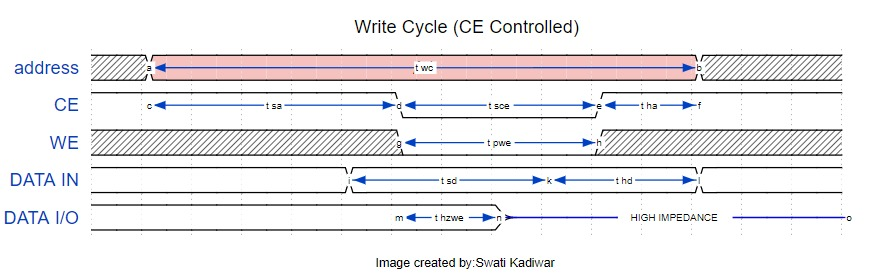 Write Cycle (CE Controlled)
address a t wc b
CE c t sa d t sce e t ha f
WE g t pwe h
DATA IN i t sd k t hd l
DATA I/O m t hzwe n HIGH IMPEDANCE o
Image created by:Swati Kadiwar